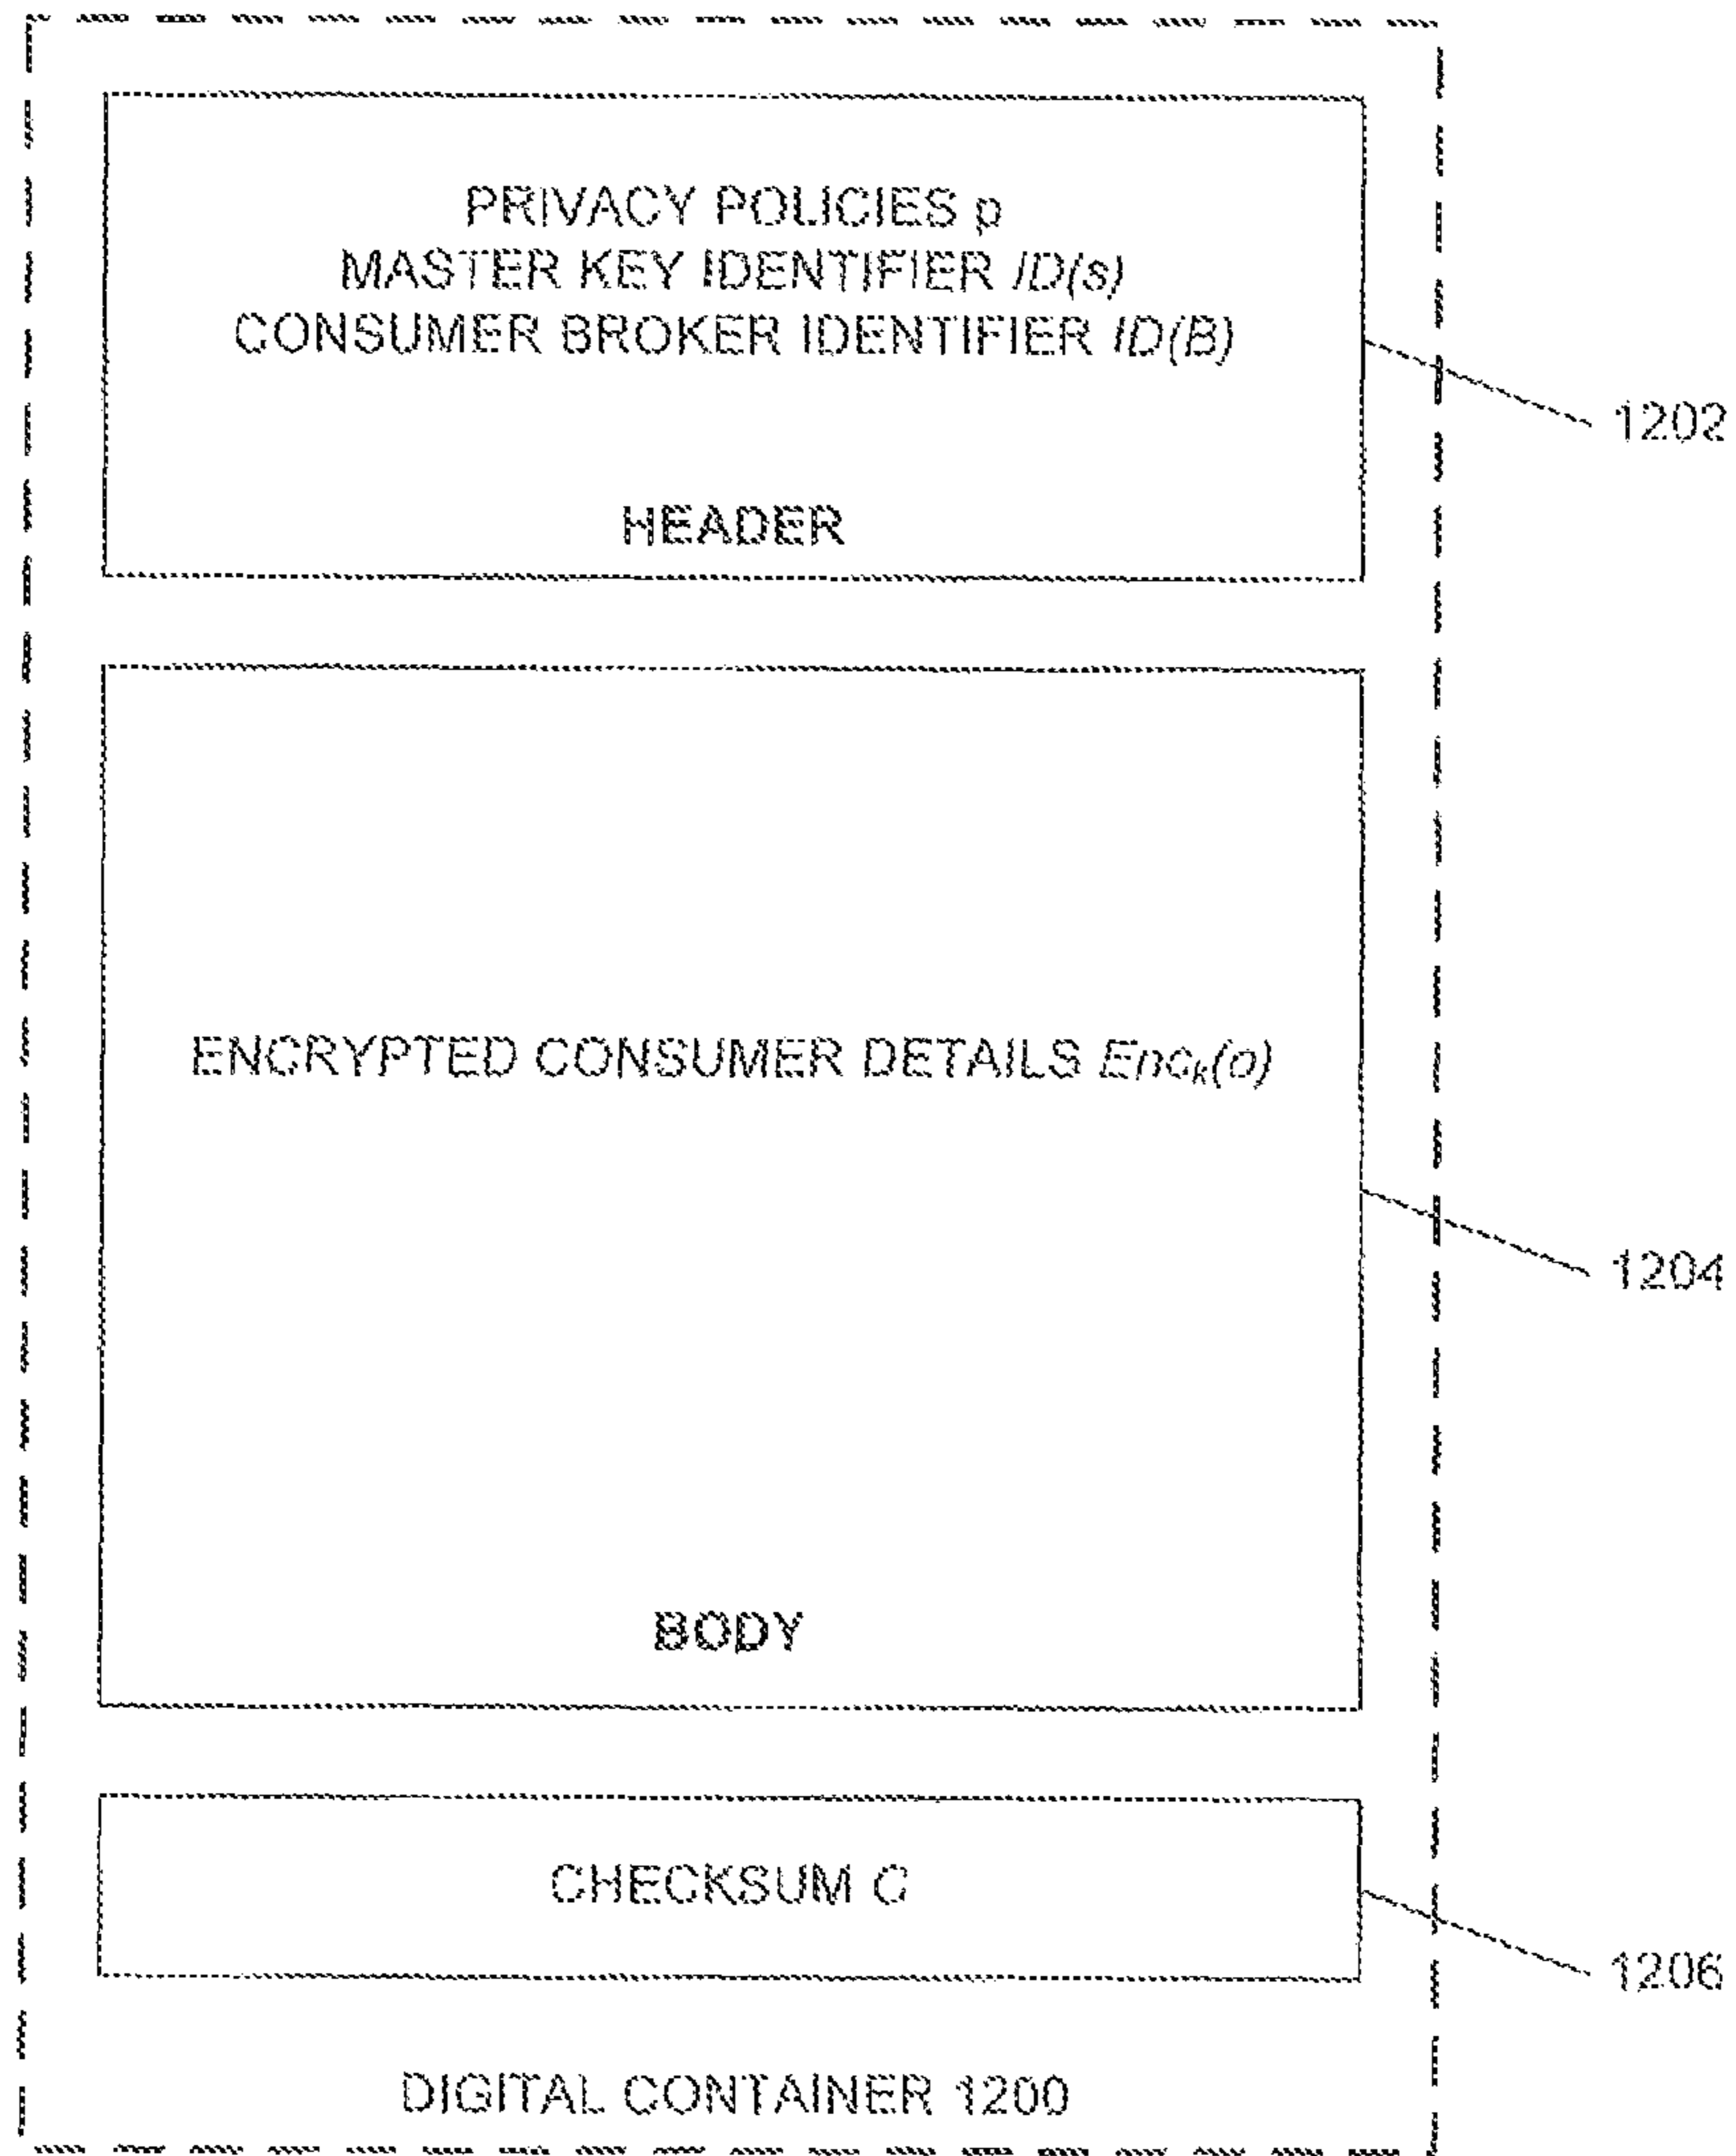 PRIVACY POLICIES p
MASTER KEY IDENTIFIER ID(s)
CONSUMER BROKER IDENTIFIER ID(B)
1202
HEADER
ENCRYPTED CONSUMER DETAILS Enck(o)
1204
BODY
CHECKSUM C
1206
DIGITAL CONTAINER 1200